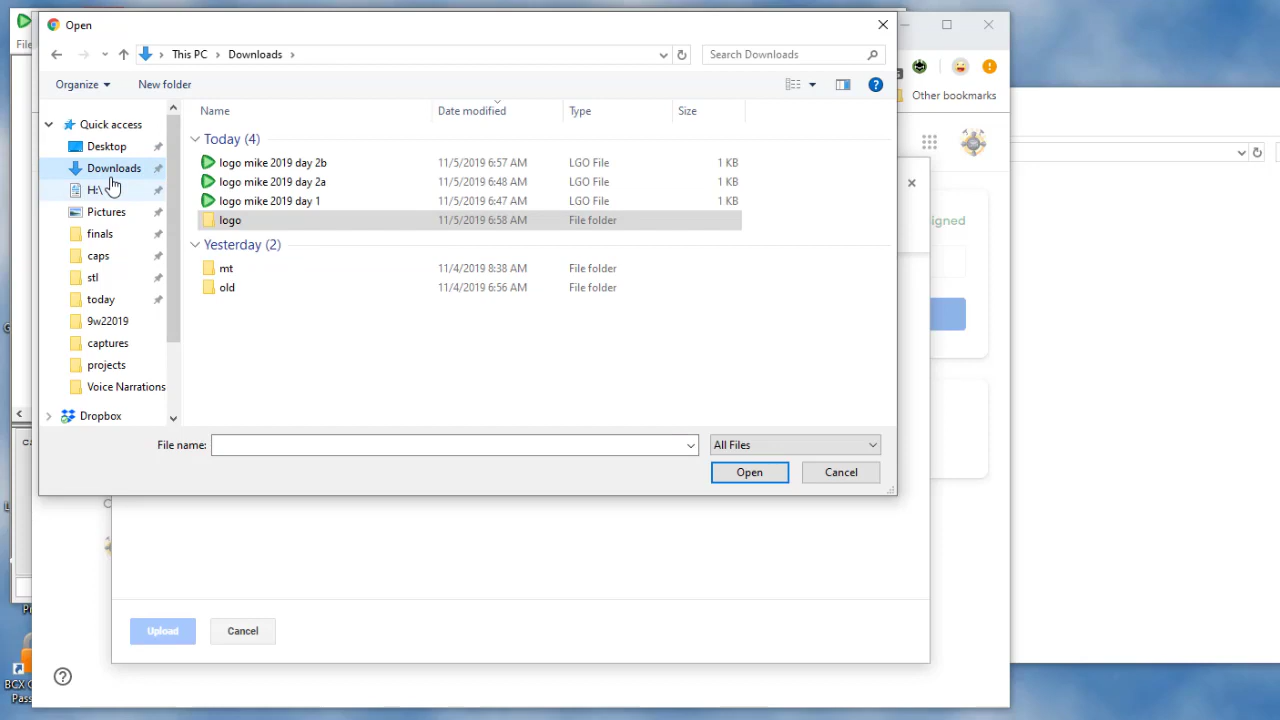 Open
File
This PC > Downloads >
Search Downloads
Organize
New folder
Other bookmarks
Name
Date modified
Type
Size
Quick access
Desktop
Downloads
H:\
Pictures
finals
caps
stl
today
9w22019
captures
projects
Voice Narrations
Dropbox
Today (4)
logo mike 2019 day 2b 11/5/2019 6:57 AM LGO File 1 KB
logo mike 2019 day 2a 11/5/2019 6:48 AM LGO File 1 KB
logo mike 2019 day 1 11/5/2019 6:47 AM LGO File 1 KB
logo 11/5/2019 6:58 AM File folder
Yesterday (2)
mt 11/4/2019 8:38 AM File folder
old 11/4/2019 6:56 AM File folder
igned
File name:
All Files
Open
Cancel
Upload
Cancel
BCX
Pass